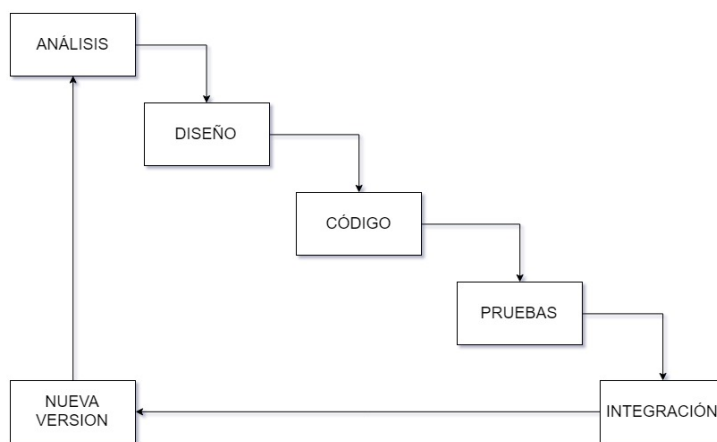 ANÁLISIS
DISEÑO
CÓDIGO
PRUEBAS
NUEVA
VERSION
INTEGRACIÓN